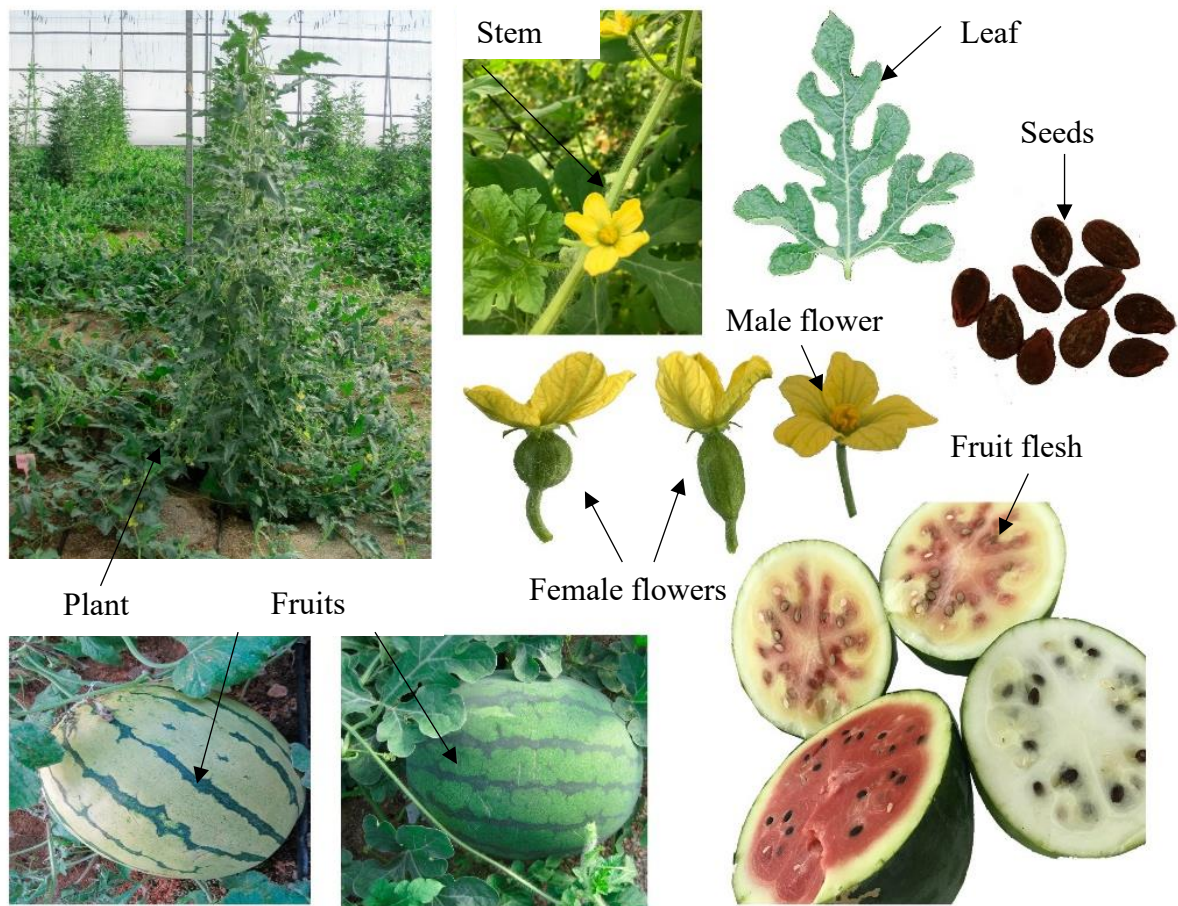 Stem
Leaf
Seeds
Male flower
Fruit flesh
Female flowers
Plant
Fruits